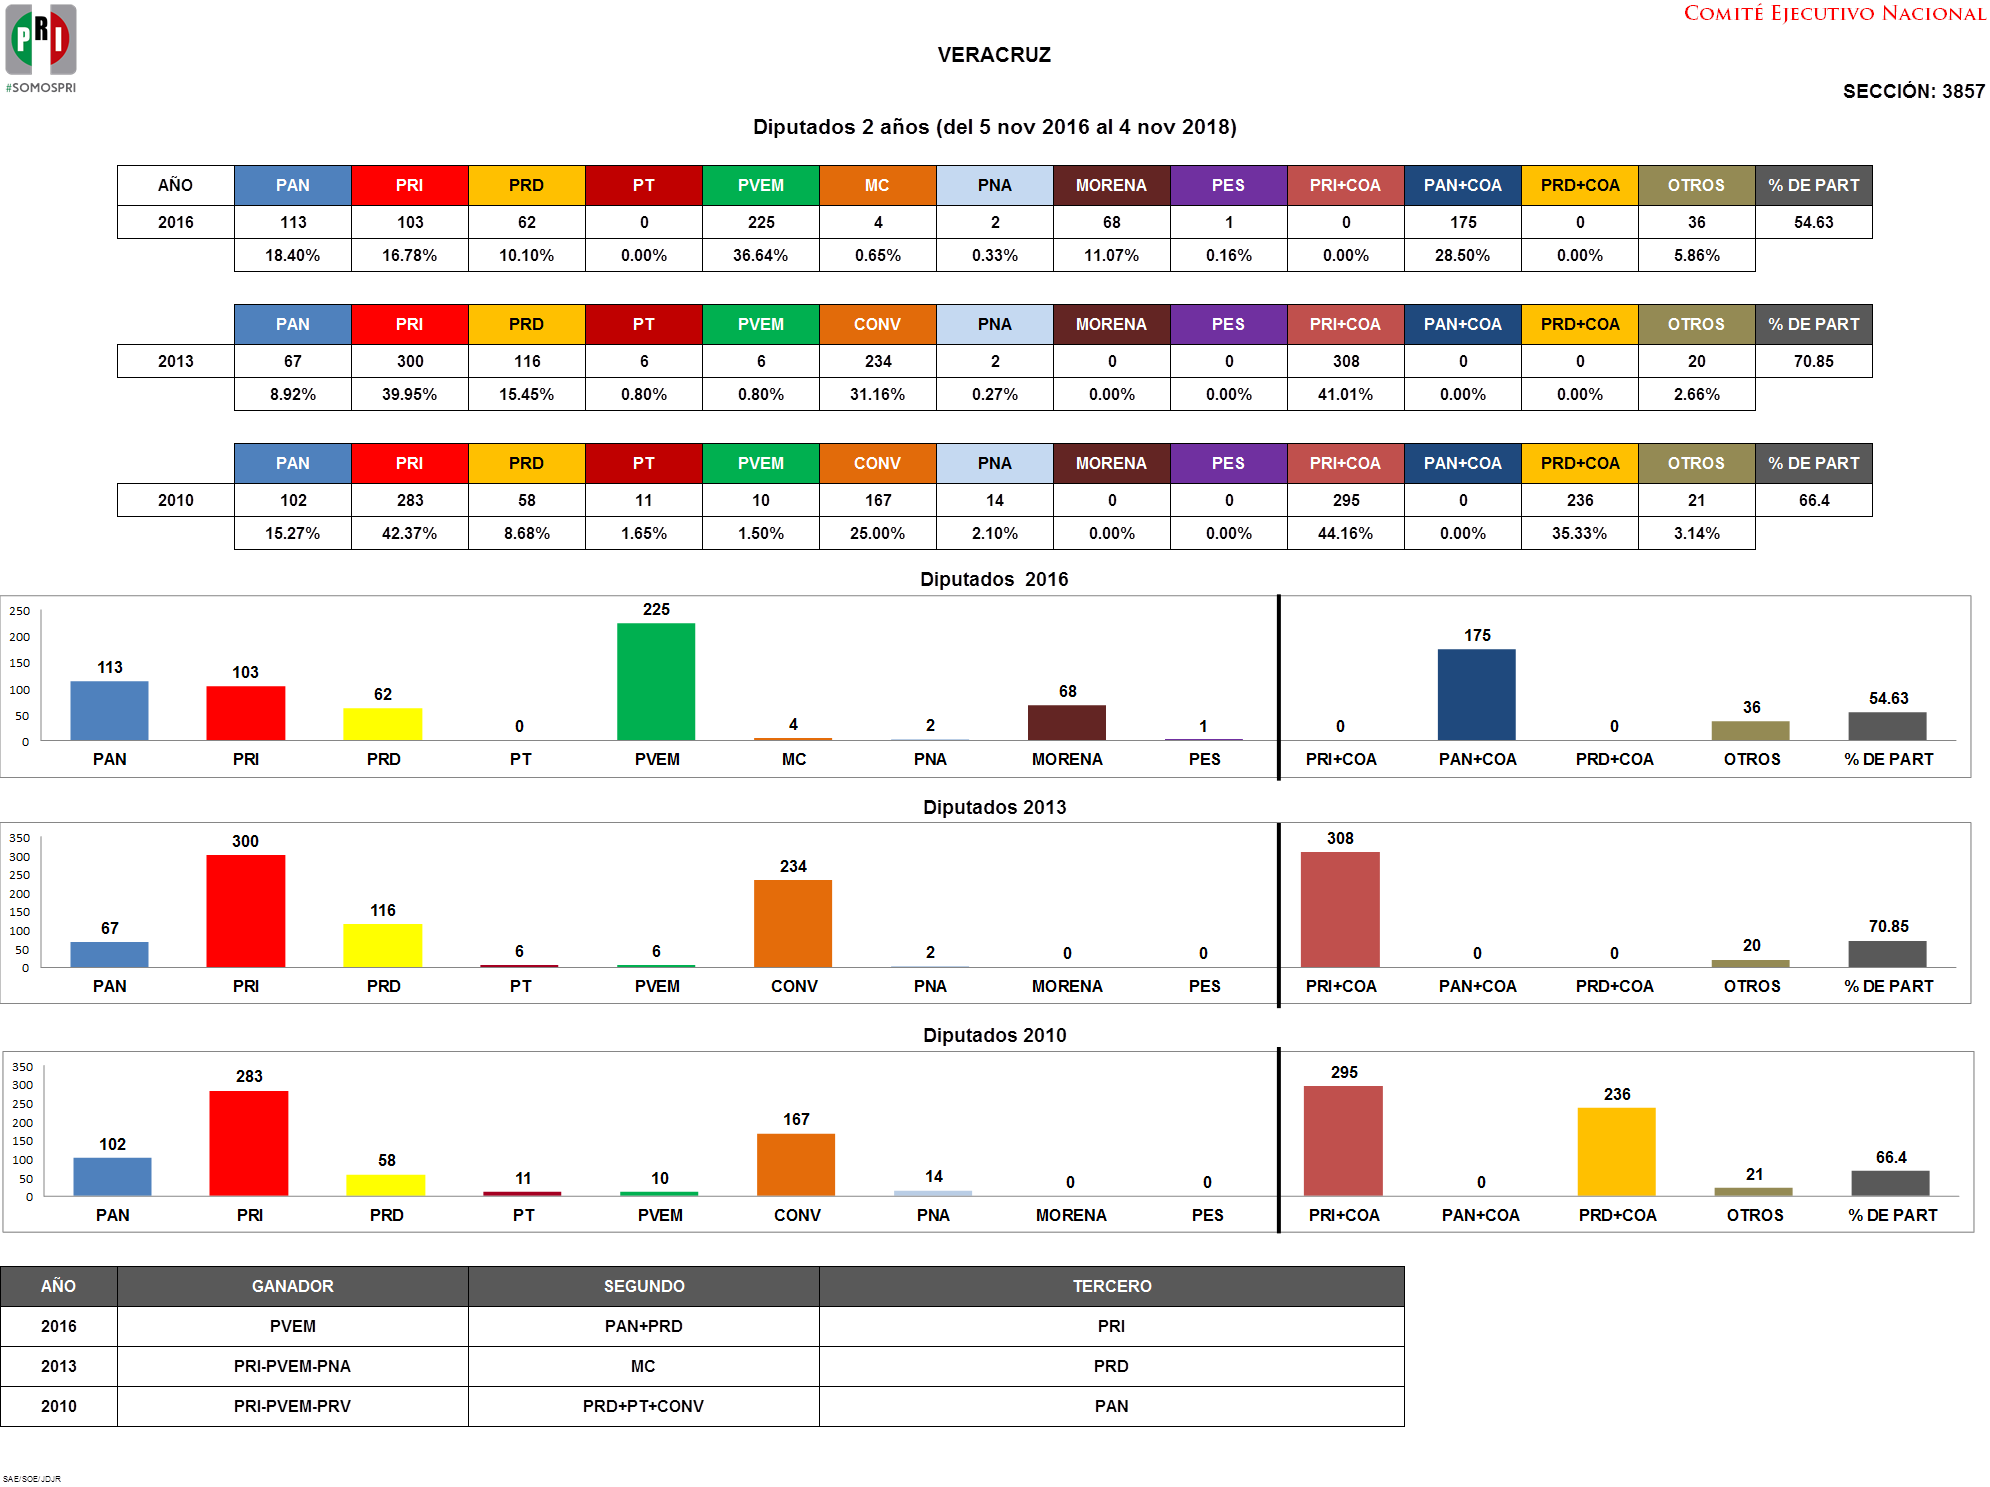 PRI
#SOMOSPRI
COMITÉ EJECUTIVO NACIONAL
VERACRUZ
SECCIÓN: 3857
Diputados 2 años (del 5 nov 2016 al 4 nov 2018)
AÑO PAN PRI PRD PT PVEM MC PNA MORENA PES PRI+COA PAN+COA PRD+COA OTROS % DE PART
2016 113 103 62 0 225 4 2 68 1 0 175 0 36 54.63
18.40% 16.78% 10.10% 0.00% 36.64% 0.65% 0.33% 11.07% 0.16% 0.00% 28.50% 0.00% 5.86%
PAN PRI PRD PT PVEM CONV PNA MORENA PES PRI+COA PAN+COA PRD+COA OTROS % DE PART
2013 67 300 116 6 6 234 2 0 0 308 0 0 20 70.85
8.92% 39.95% 15.45% 0.80% 0.80% 31.16% 0.27% 0.00% 0.00% 41.01% 0.00% 0.00% 2.66%
PAN PRI PRD PT PVEM CONV PNA MORENA PES PRI+COA PAN+COA PRD+COA OTROS % DE PART
2010 102 283 58 11 10 167 14 0 0 295 0 236 21 66.4
15.27% 42.37% 8.68% 1.65% 1.50% 25.00% 2.10% 0.00% 0.00% 44.16% 0.00% 35.33% 3.14%
Diputados 2016
250
200
150
100
50
0
113 103 62 0 225 4 2 68 1 0 175 0 36 54.63
PAN PRI PRD PT PVEM MC PNA MORENA PES PRI+COA PAN+COA PRD+COA OTROS % DE PART
Diputados 2013
350
300
250
200
150
100
50
0
67 300 116 6 6 234 2 0 0 308 0 0 20 70.85
PAN PRI PRD PT PVEM CONV PNA MORENA PES PRI+COA PAN+COA PRD+COA OTROS % DE PART
Diputados 2010
350
300
250
200
150
100
50
0
102 283 58 11 10 167 14 0 0 295 0 236 21 66.4
PAN PRI PRD PT PVEM CONV PNA MORENA PES PRI+COA PAN+COA PRD+COA OTROS % DE PART
AÑO GANADOR SEGUNDO TERCERO
2016 PVEM PAN+PRD PRI
2013 PRI-PVEM-PNA MC PRD
2010 PRI-PVEM-PRV PRD+PT+CONV PAN
SAE/SOE/JDJR